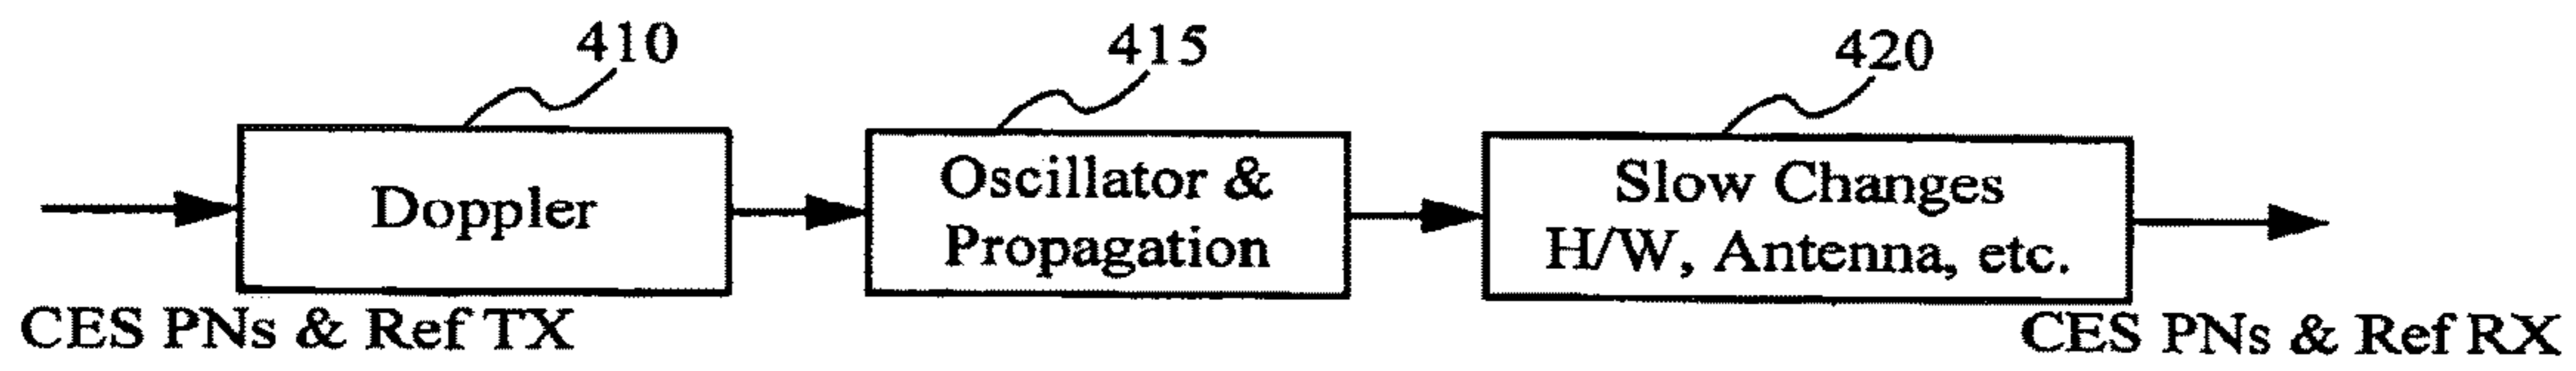 410
415
420
Doppler
Oscillator &
Propagation
Slow Changes
H/W, Antenna, etc.
CES PNs & Ref TX
CES PNs & Ref RX